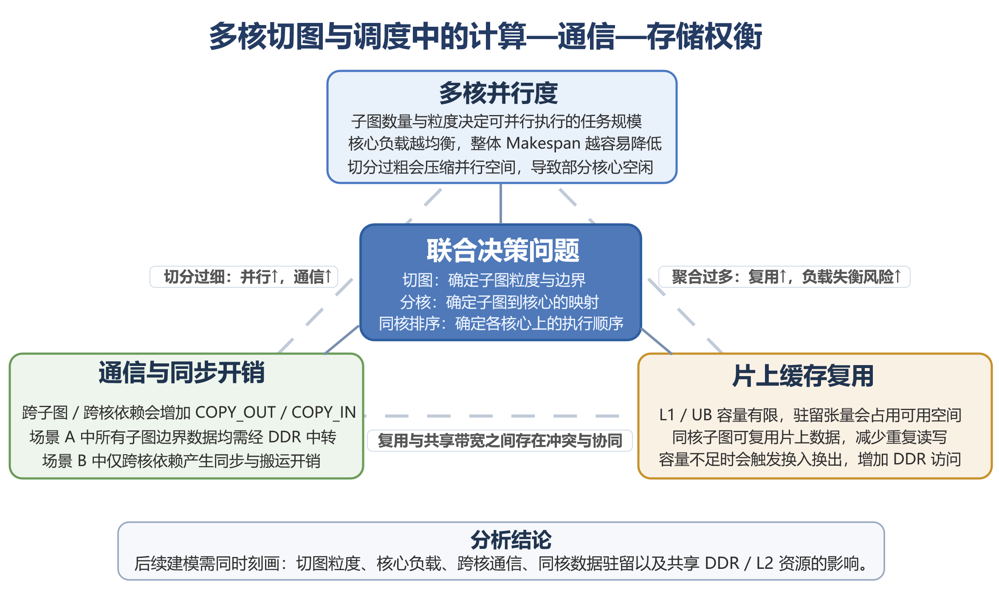 多核切图与调度中的计算—通信—存储权衡
多核并行度
子图数量与粒度决定可并行执行的任务规模
核心负载越均衡，整体 Makespan 越容易降低
切分过粗会压缩并行空间，导致部分核心空闲
联合决策问题
切图：确定子图粒度与边界
分核：确定子图到核心的映射
同核排序：确定各核心上的执行顺序
切分过细：并行↑，通信↑
聚合过多：复用↑，负载失衡风险↑
通信与同步开销
跨子图 / 跨核依赖会增加 COPY_OUT / COPY_IN
场景 A 中所有子图边界数据均需经 DDR 中转
场景 B 中仅跨核依赖产生同步与搬运开销
复用与共享带宽之间存在冲突与协同
片上缓存复用
L1 / UB 容量有限，驻留张量会占用可用空间
同核子图可复用片上数据，减少重复读写
容量不足时会触发换入换出，增加 DDR 访问
分析结论
后续建模需同时刻画：切图粒度、核心负载、跨核通信、同核数据驻留以及共享 DDR / L2 资源的影响。